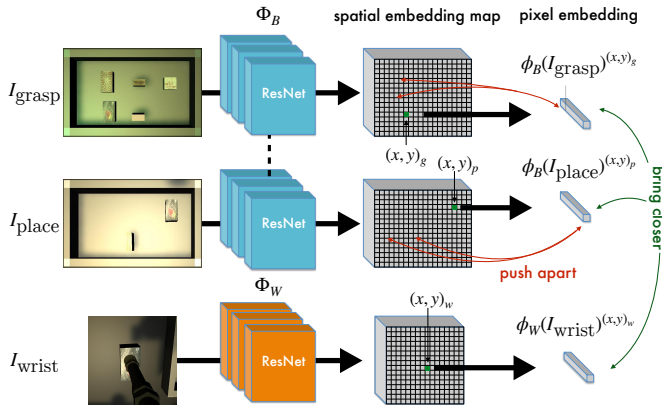 Φ_B
spatial embedding map
pixel embedding
I_grasp
ResNet
ϕ_B(I_grasp)^(x,y)_g
(x, y)_g
(x, y)_p
ϕ_B(I_place)^(x,y)_p
I_place
ResNet
bring closer
push apart
Φ_W
(x, y)_w
I_wrist
ResNet
ϕ_W(I_wrist)^(x,y)_w